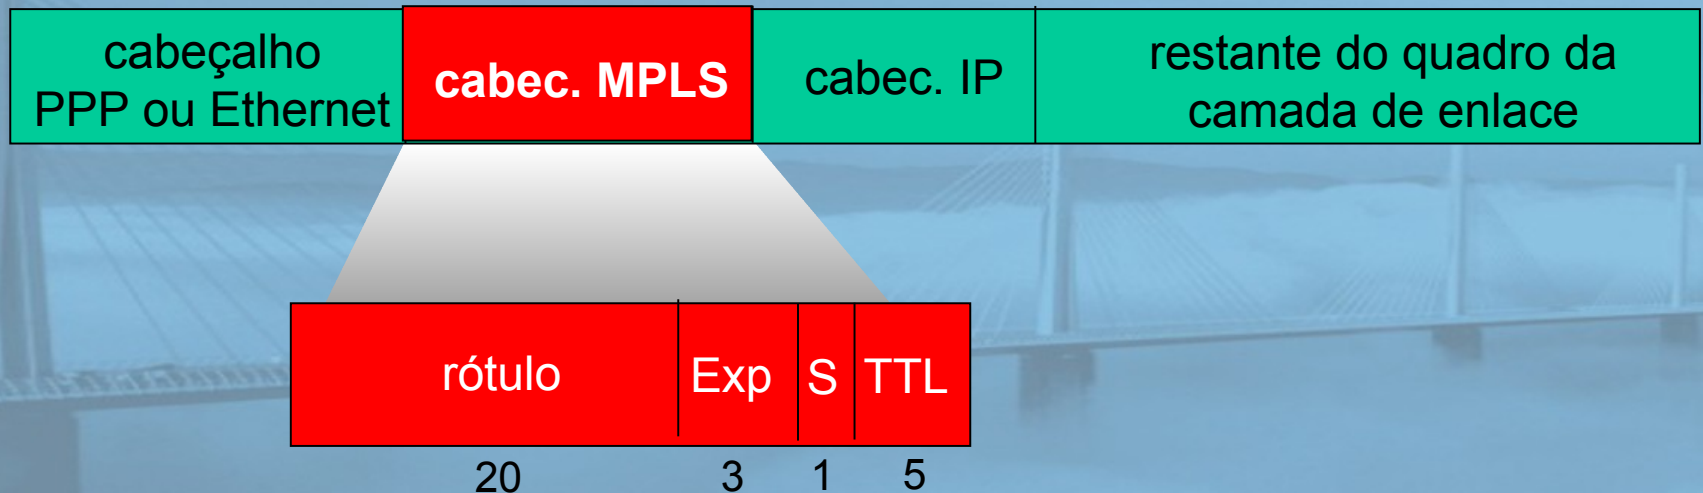 cabeçalho
PPP ou Ethernet
cabec. MPLS
cabec. IP
restante do quadro da
camada de enlace
rótulo
Exp
S
TTL
20
3
1
5